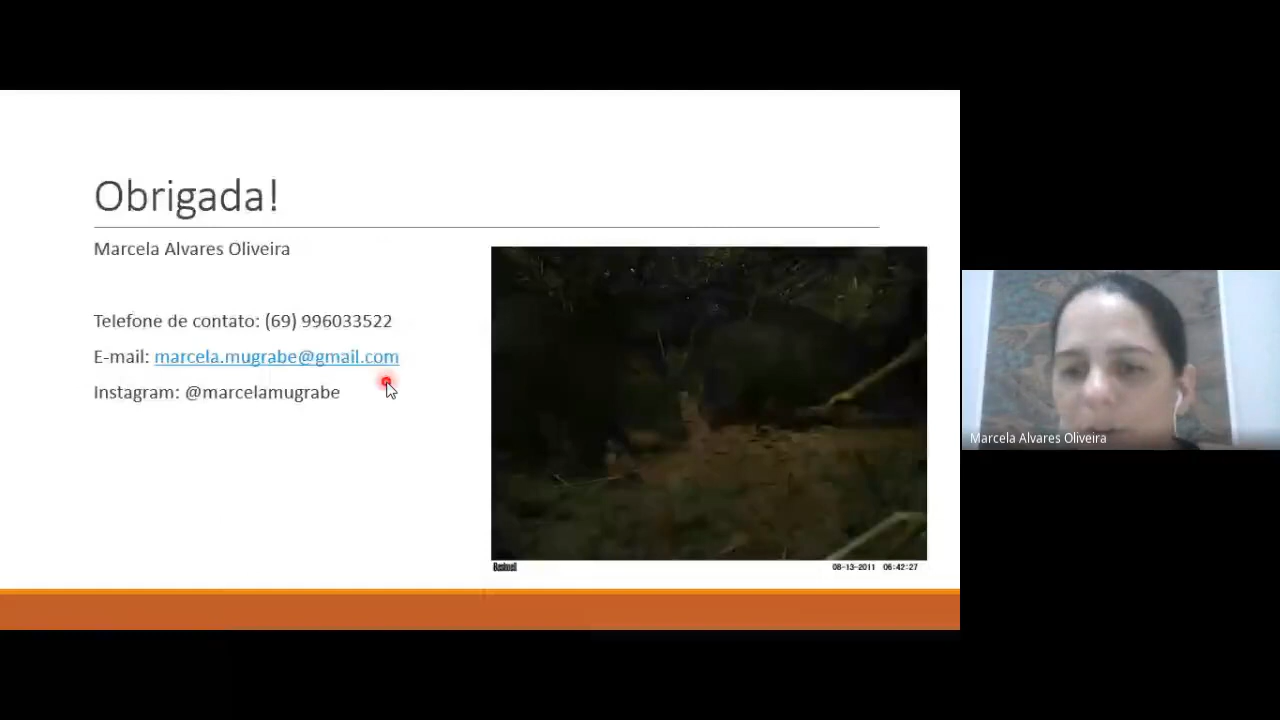 Obrigada!
Marcela Alvares Oliveira
Telefone de contato: (69) 996033522
E-mail: marcela.mugrabe@gmail.com
Instagram: @marcelamugrabe
Bushnell
08-13-2011 06:42:27
Marcela Alvares Oliveira